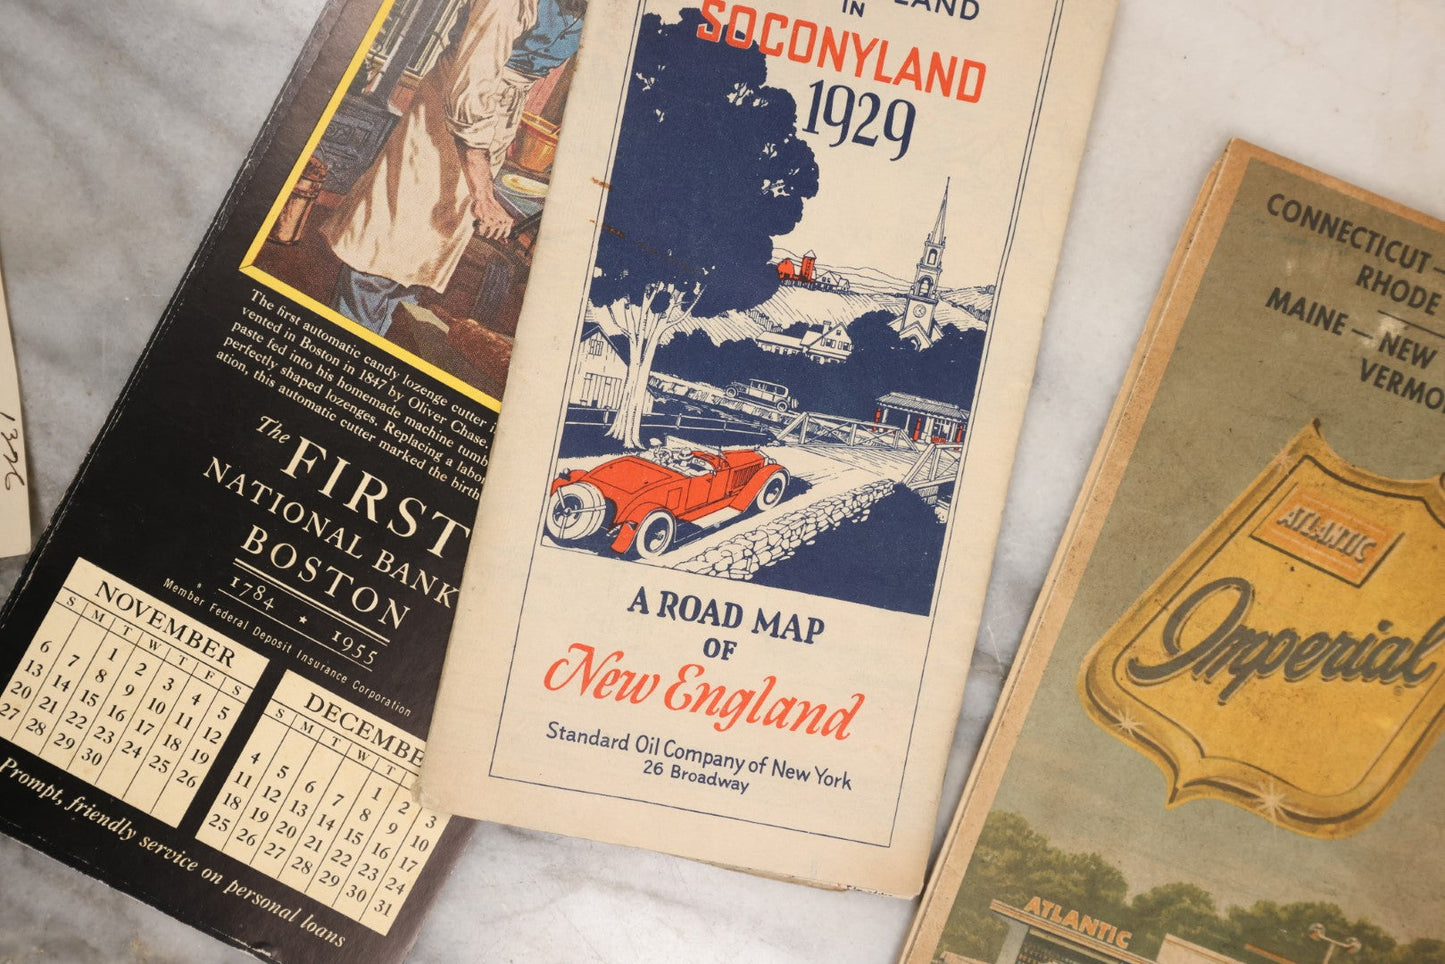 The first automatic candy lozenge cutter
vented in Boston in 1847 by Oliver Chase.
paste fed into his homemade machine tumb
perfectly shaped lozenges. Replacing a labo
ation, this automatic cutter marked the birth
The
FIRST
NATIONAL BANK
BOSTON
1784 ★ 1955
Member Federal Deposit Insurance Corporation
NOVEMBER
S M T W T F S
1 2 3 4 5
6 7 8 9 10 11 12
13 14 15 16 17 18 19
20 21 22 23 24 25 26
27 28 29 30
DECEMBE
S M T W T
1 2 3
4 5 6 7 8 9 10
11 12 13 14 15 16 17
18 19 20 21 22 23 24
25 26 27 28 29 30 31
Prompt, friendly service on personal loans
LAND
IN
SOCONYLAND
1929
A ROAD MAP
OF
New England
Standard Oil Company of New York
26 Broadway
CONNECTICUT —
RHODE
MAINE — NEW
VERMO
ATLANTIC
Imperial
ATLANTIC